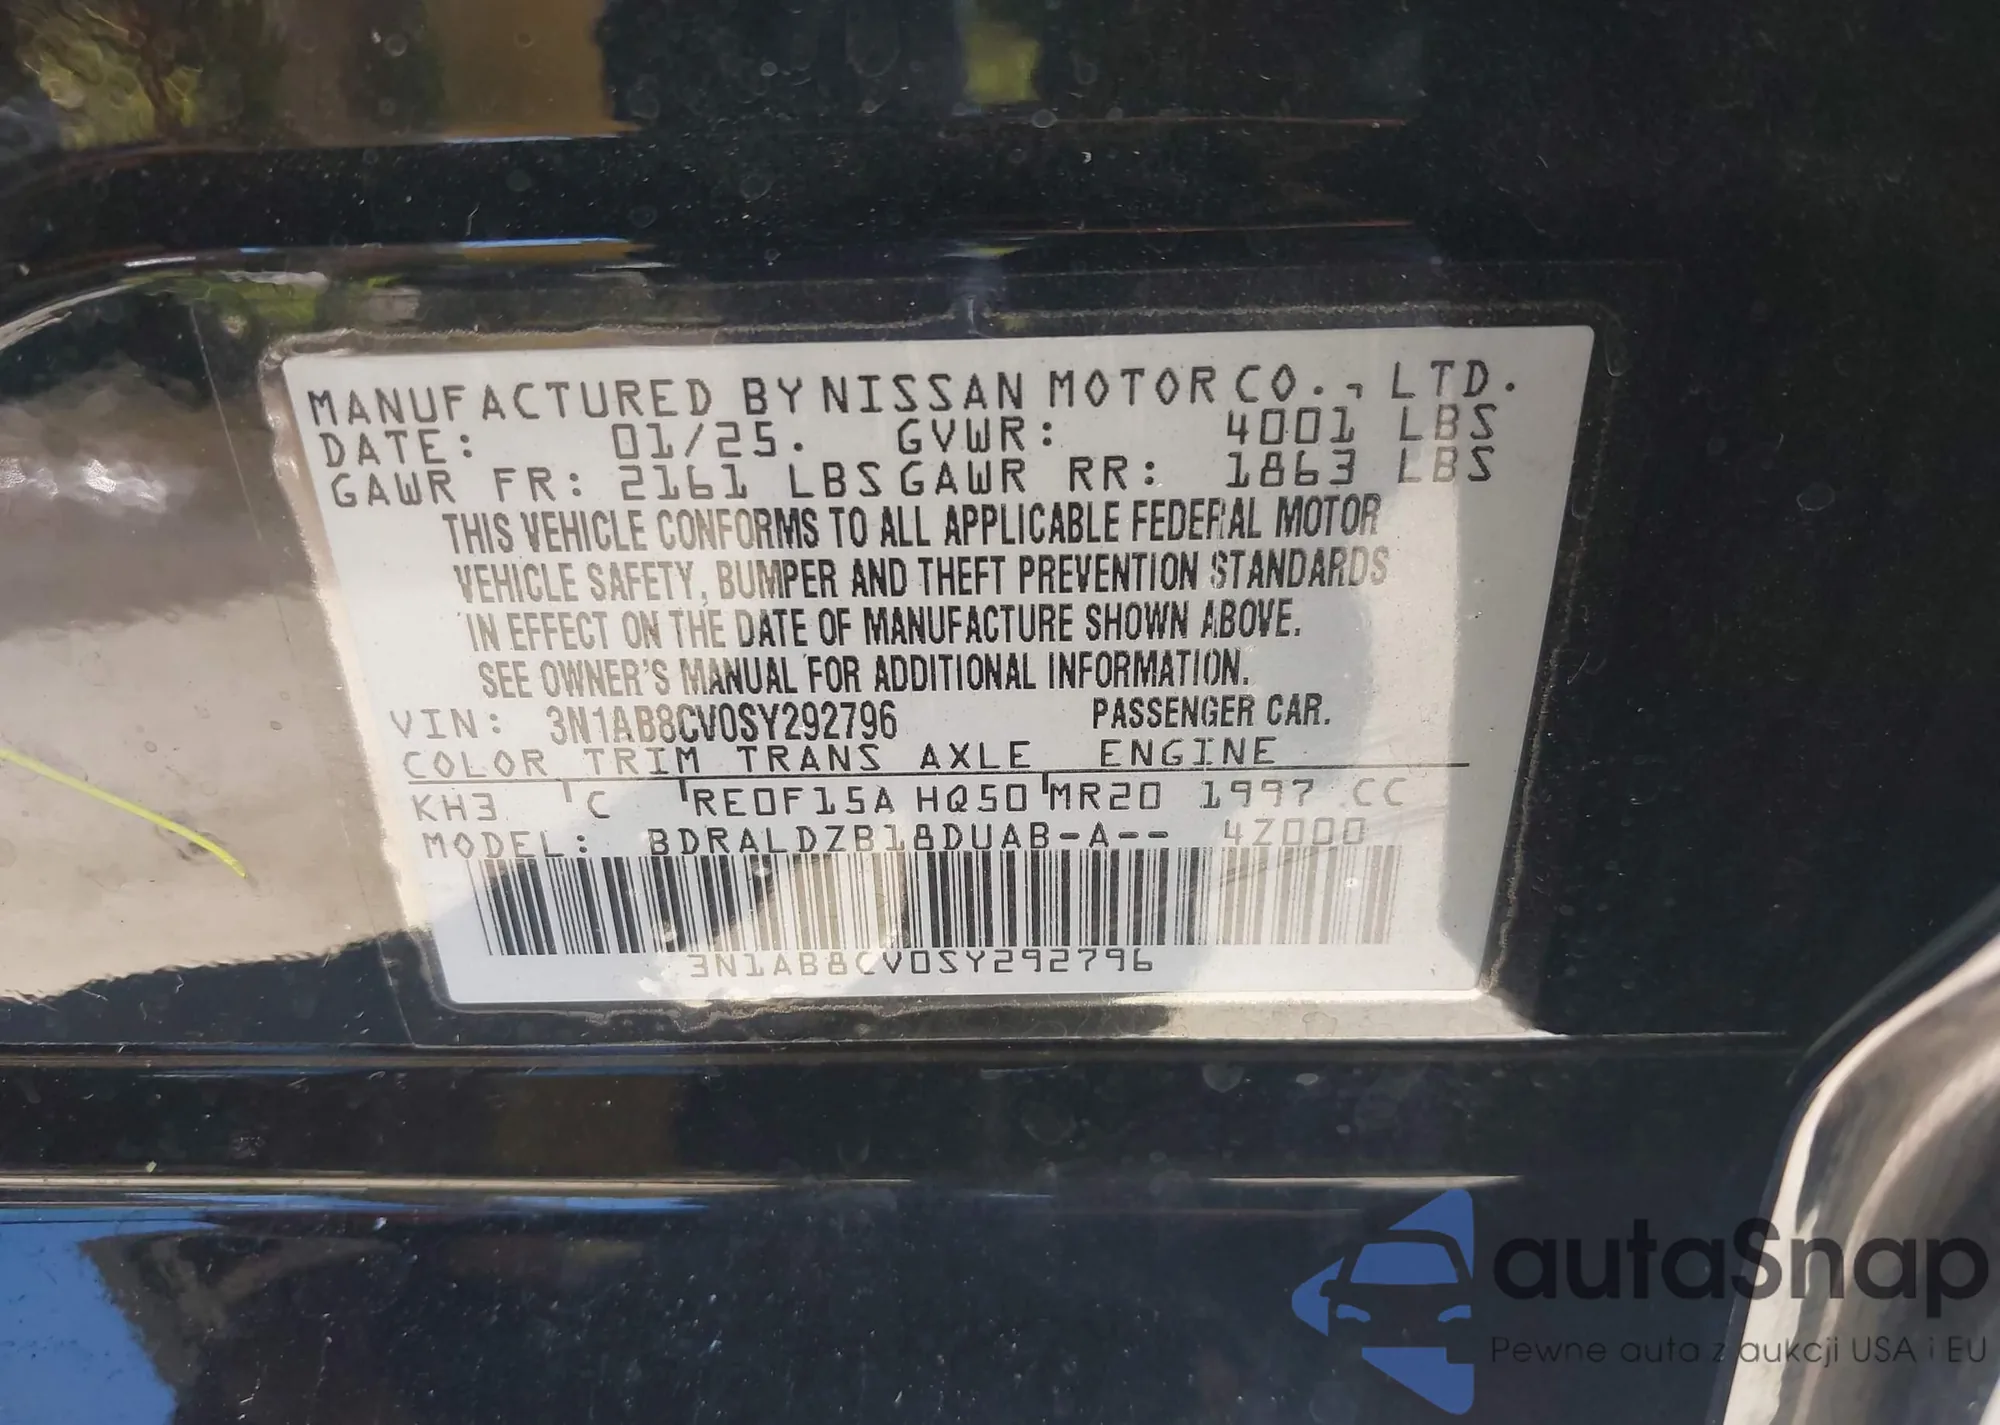 MANUFACTURED BY NISSAN MOTOR CO., LTD.
DATE: 01/25. GVWR: 4001 LBS
GAWR FR: 2161 LBS GAWR RR: 1863 LBS
THIS VEHICLE CONFORMS TO ALL APPLICABLE FEDERAL MOTOR
VEHICLE SAFETY, BUMPER AND THEFT PREVENTION STANDARDS
IN EFFECT ON THE DATE OF MANUFACTURE SHOWN ABOVE.
SEE OWNER'S MANUAL FOR ADDITIONAL INFORMATION.
VIN: 3N1AB8CV0SY292796 PASSENGER CAR.
COLOR TRIM TRANS AXLE ENGINE
KH3 C RE0F15A HQ50 MR20 1997 CC
MODEL: BDRALDZB18DUAB-A-- 4Z000
3N1AB8CV0SY292796
autaSnap
Pewne auta z aukcji USA i EU